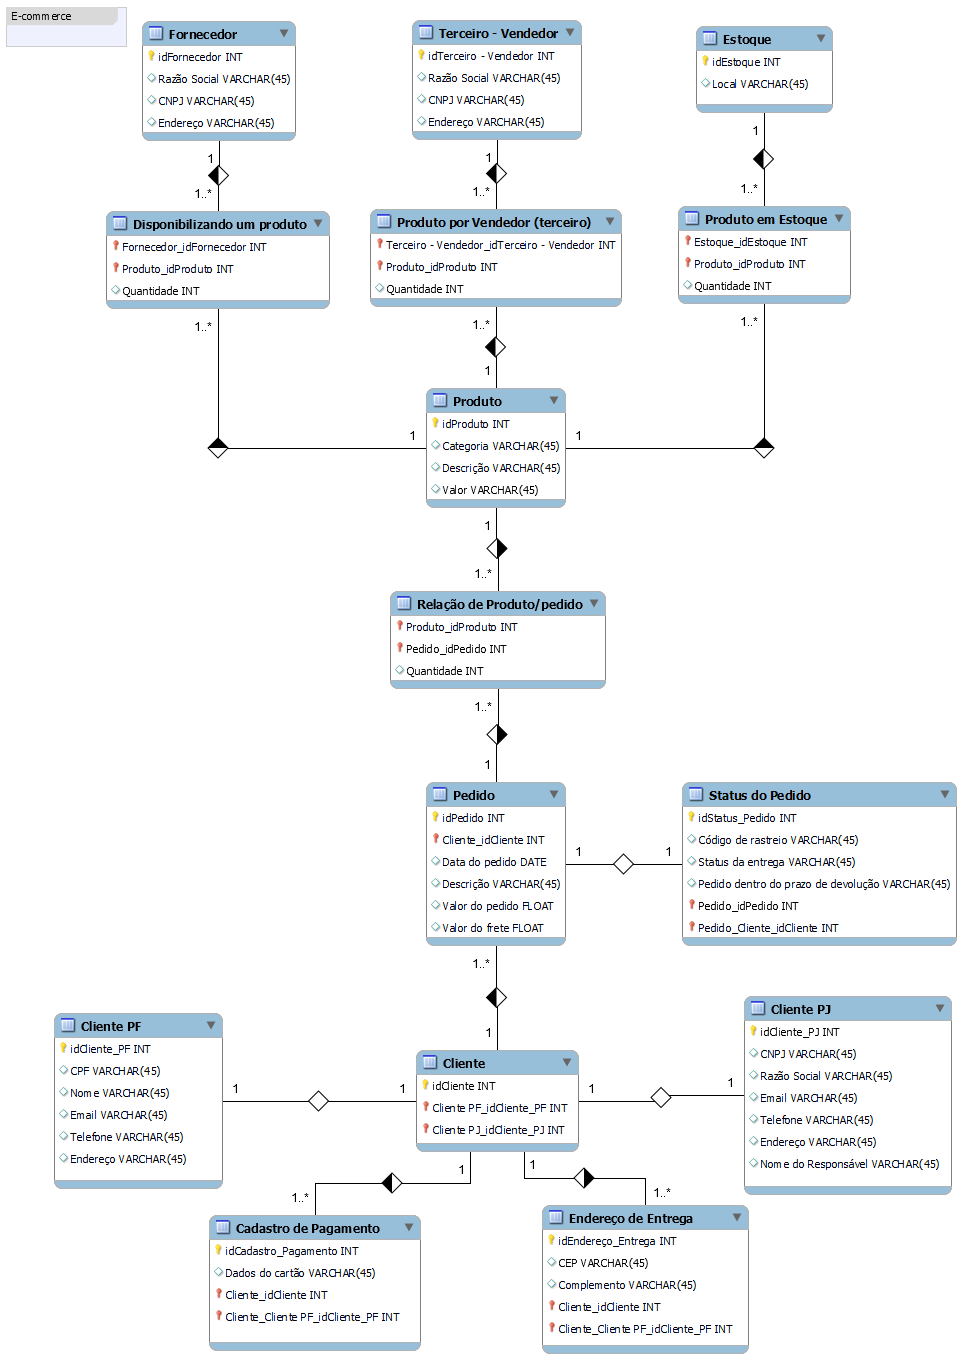 E-commerce
Fornecedor
idFornecedor INT
Razão Social VARCHAR(45)
CNPJ VARCHAR(45)
Endereço VARCHAR(45)
Terceiro - Vendedor
idTerceiro - Vendedor INT
Razão Social VARCHAR(45)
CNPJ VARCHAR(45)
Endereço VARCHAR(45)
Estoque
idEstoque INT
Local VARCHAR(45)
1
1..*
1
1..*
1
1..*
Disponibilizando um produto
Fornecedor_idFornecedor INT
Produto_idProduto INT
Quantidade INT
Produto por Vendedor (terceiro)
Terceiro - Vendedor_idTerceiro - Vendedor INT
Produto_idProduto INT
Quantidade INT
Produto em Estoque
Estoque_idEstoque INT
Produto_idProduto INT
Quantidade INT
1..*
1
1..*
1
1..*
1
Produto
idProduto INT
Categoria VARCHAR(45)
Descrição VARCHAR(45)
Valor VARCHAR(45)
1
1..*
Relação de Produto/pedido
Produto_idProduto INT
Pedido_idPedido INT
Quantidade INT
1..*
1
Pedido
idPedido INT
Cliente_idCliente INT
Data do pedido DATE
Descrição VARCHAR(45)
Valor do pedido FLOAT
Valor do frete FLOAT
1
1
Status do Pedido
idStatus_Pedido INT
Código de rastreio VARCHAR(45)
Status da entrega VARCHAR(45)
Pedido dentro do prazo de devolução VARCHAR(45)
Pedido_idPedido INT
Pedido_Cliente_idCliente INT
1..*
1
Cliente PF
idCliente_PF INT
CPF VARCHAR(45)
Nome VARCHAR(45)
Email VARCHAR(45)
Telefone VARCHAR(45)
Endereço VARCHAR(45)
1
1
Cliente
idCliente INT
Cliente PF_idCliente_PF INT
Cliente PJ_idCliente_PJ INT
1
1
Cliente PJ
idCliente_PJ INT
CNPJ VARCHAR(45)
Razão Social VARCHAR(45)
Email VARCHAR(45)
Telefone VARCHAR(45)
Endereço VARCHAR(45)
Nome do Responsável VARCHAR(45)
1
1..*
1
1..*
Cadastro de Pagamento
idCadastro_Pagamento INT
Dados do cartão VARCHAR(45)
Cliente_idCliente INT
Cliente_Cliente PF_idCliente_PF INT
Endereço de Entrega
idEndereço_Entrega INT
CEP VARCHAR(45)
Complemento VARCHAR(45)
Cliente_idCliente INT
Cliente_Cliente PF_idCliente_PF INT